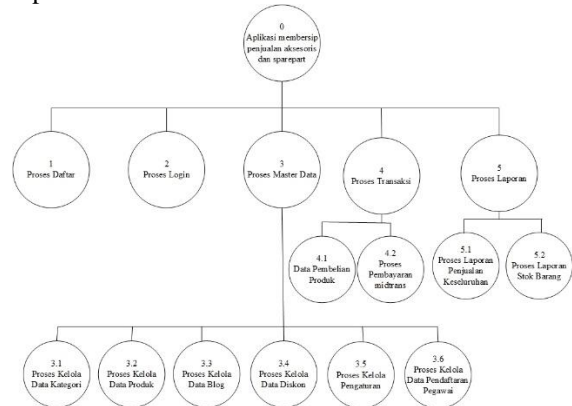 0
Aplikasi membersip
penjualan aksesoris
dan sparepart
1
Proses Daftar
2
Proses Login
3
Proses Master Data
4
Proses Transaksi
5
Proses Laporan
4.1
Data Pembelian
Produk
4.2
Proses
Pembayaran
midtrans
5.1
Proses Laporan
Penjualan
Keseluruhan
5.2
Proses Laporan
Stok Barang
3.1
Proses Kelola
Data Kategori
3.2
Proses Kelola
Data Produk
3.3
Proses Kelola
Data Blog
3.4
Proses Kelola
Data Diskon
3.5
Proses Kelola
Pengaturan
3.6
Proses Kelola
Data Pendaftaran
Pegawai